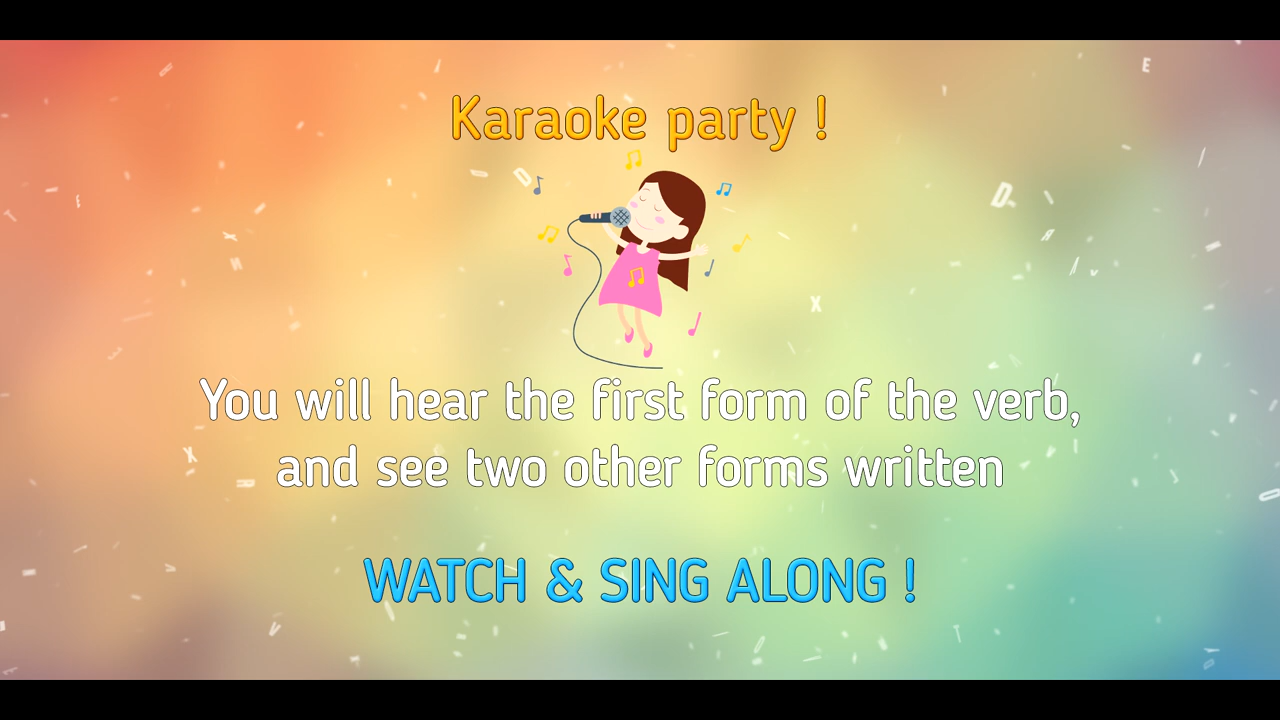 Karaoke party !
You will hear the first form of the verb,
and see two other forms written
WATCH & SING ALONG !